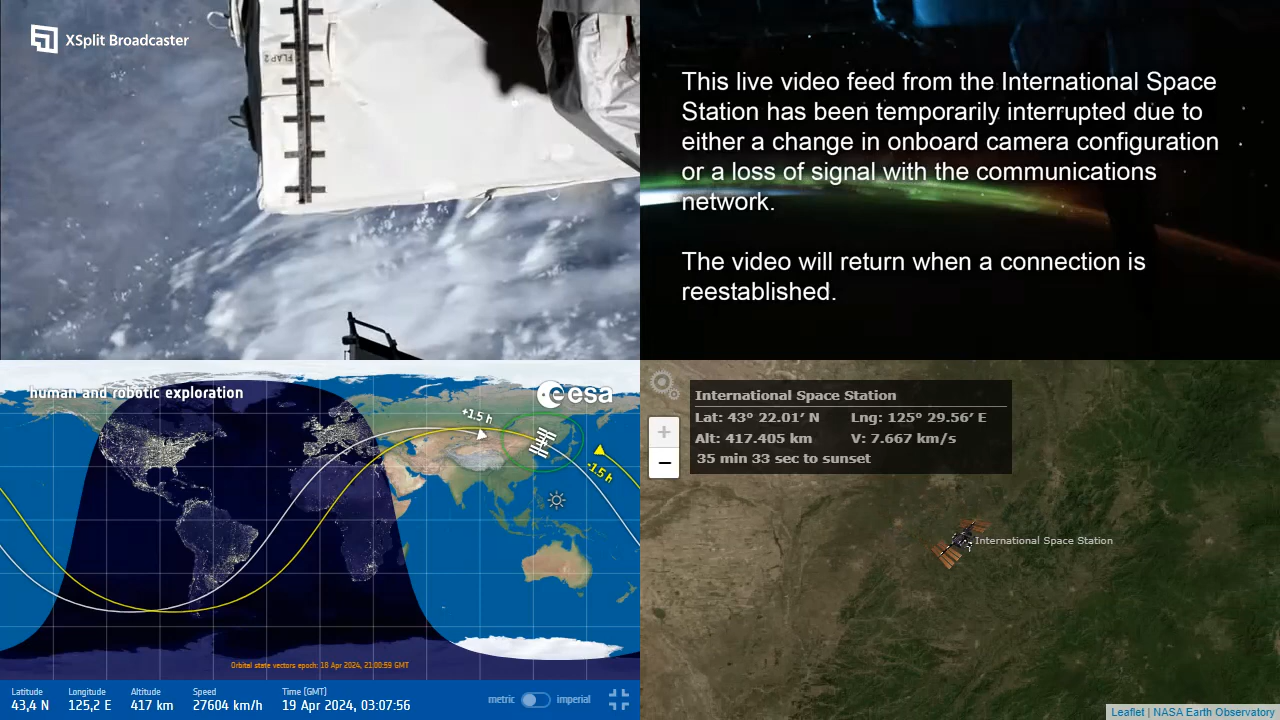 XSplit Broadcaster
FLAP 2
This live video feed from the International Space
Station has been temporarily interrupted due to
either a change in onboard camera configuration
or a loss of signal with the communications
network.
The video will return when a connection is
reestablished.
human and robotic exploration
esa
+1.5 h
-1.5 h
Orbital state vectors epoch: 18 Apr 2024, 21:00:59 GMT
Latitude
43,4 N
Longitude
125,2 E
Altitude
417 km
Speed
27604 km/h
Time (GMT)
19 Apr 2024, 03:07:56
metric
imperial
+
−
International Space Station
Lat: 43° 22.01′ N Lng: 125° 29.56′ E
Alt: 417.405 km V: 7.667 km/s
35 min 33 sec to sunset
International Space Station
Leaflet | NASA Earth Observatory